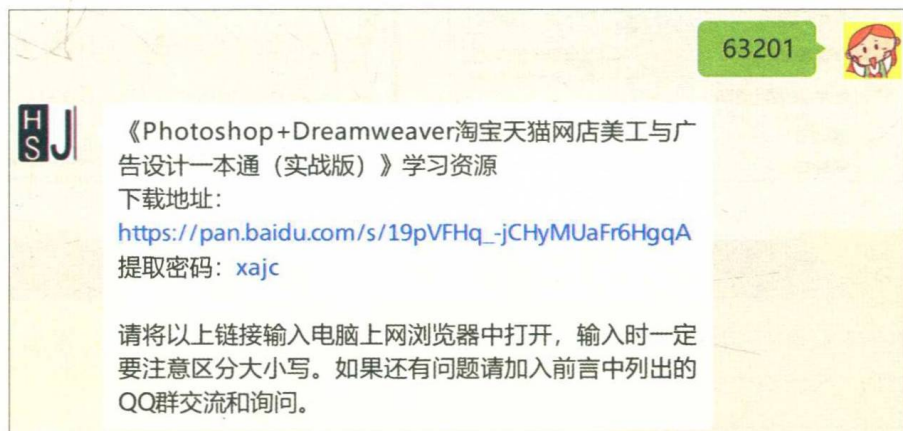 63201
HSJ
《Photoshop+Dreamweaver淘宝天猫网店美工与广
告设计一本通（实战版）》学习资源
下载地址：
https://pan.baidu.com/s/19pVFHq_-jCHyMUaFr6HgqA
提取密码：xajc
请将以上链接输入电脑上网浏览器中打开，输入时一定
要注意区分大小写。如果还有问题请加入前言中列出的
QQ群交流和询问。